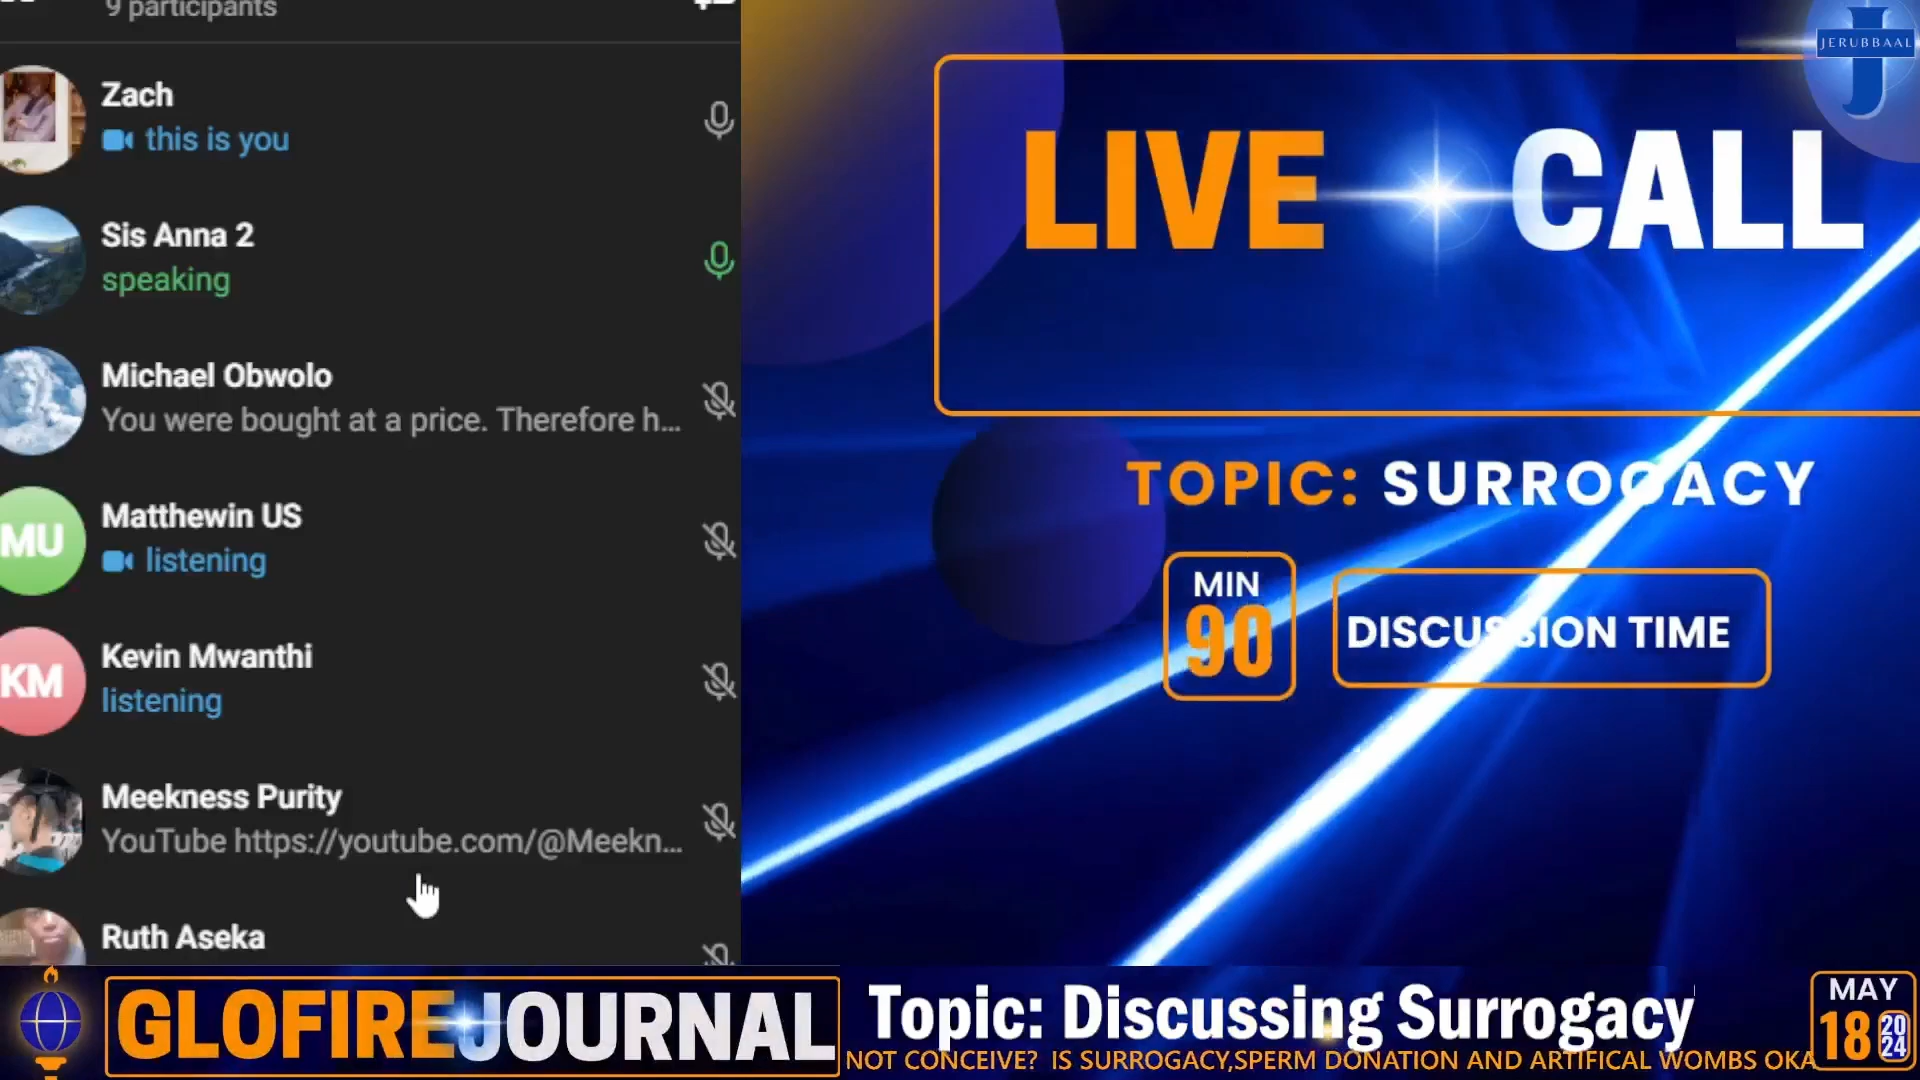 9 participants
Zach
this is you
Sis Anna 2
speaking
Michael Obwolo
You were bought at a price. Therefore h...
MU
Matthewin US
listening
KM
Kevin Mwanthi
listening
Meekness Purity
YouTube https://youtube.com/@Meekn...
Ruth Aseka
JERUBBAAL
LIVE CALL
TOPIC: SURROGACY
MIN
90
DISCUSSION TIME
GLOFIREJOURNAL
Topic: Discussing Surrogacy
NOT CONCEIVE? IS SURROGACY,SPERM DONATION AND ARTIFICAL WOMBS OKA
MAY
18 2024